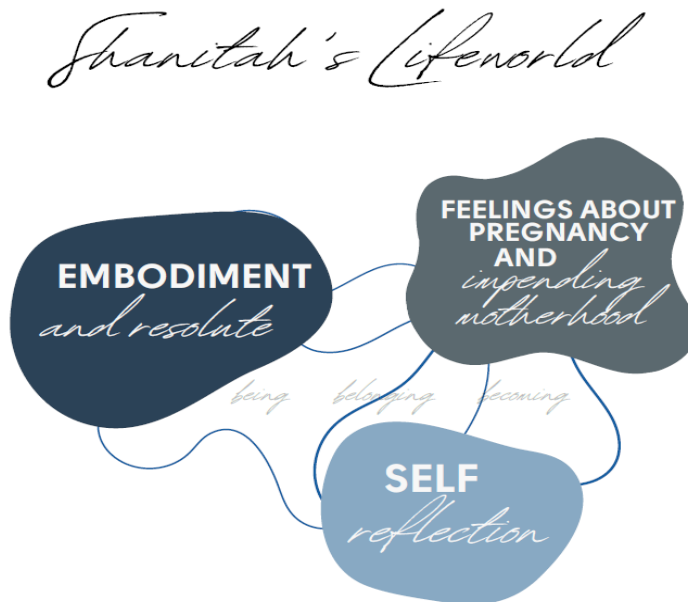 Shanitah's Lifeworld
EMBODIMENT
and resolute
FEELINGS ABOUT
PREGNANCY
AND
impending
motherhood
being belonging becoming
SELF
reflection